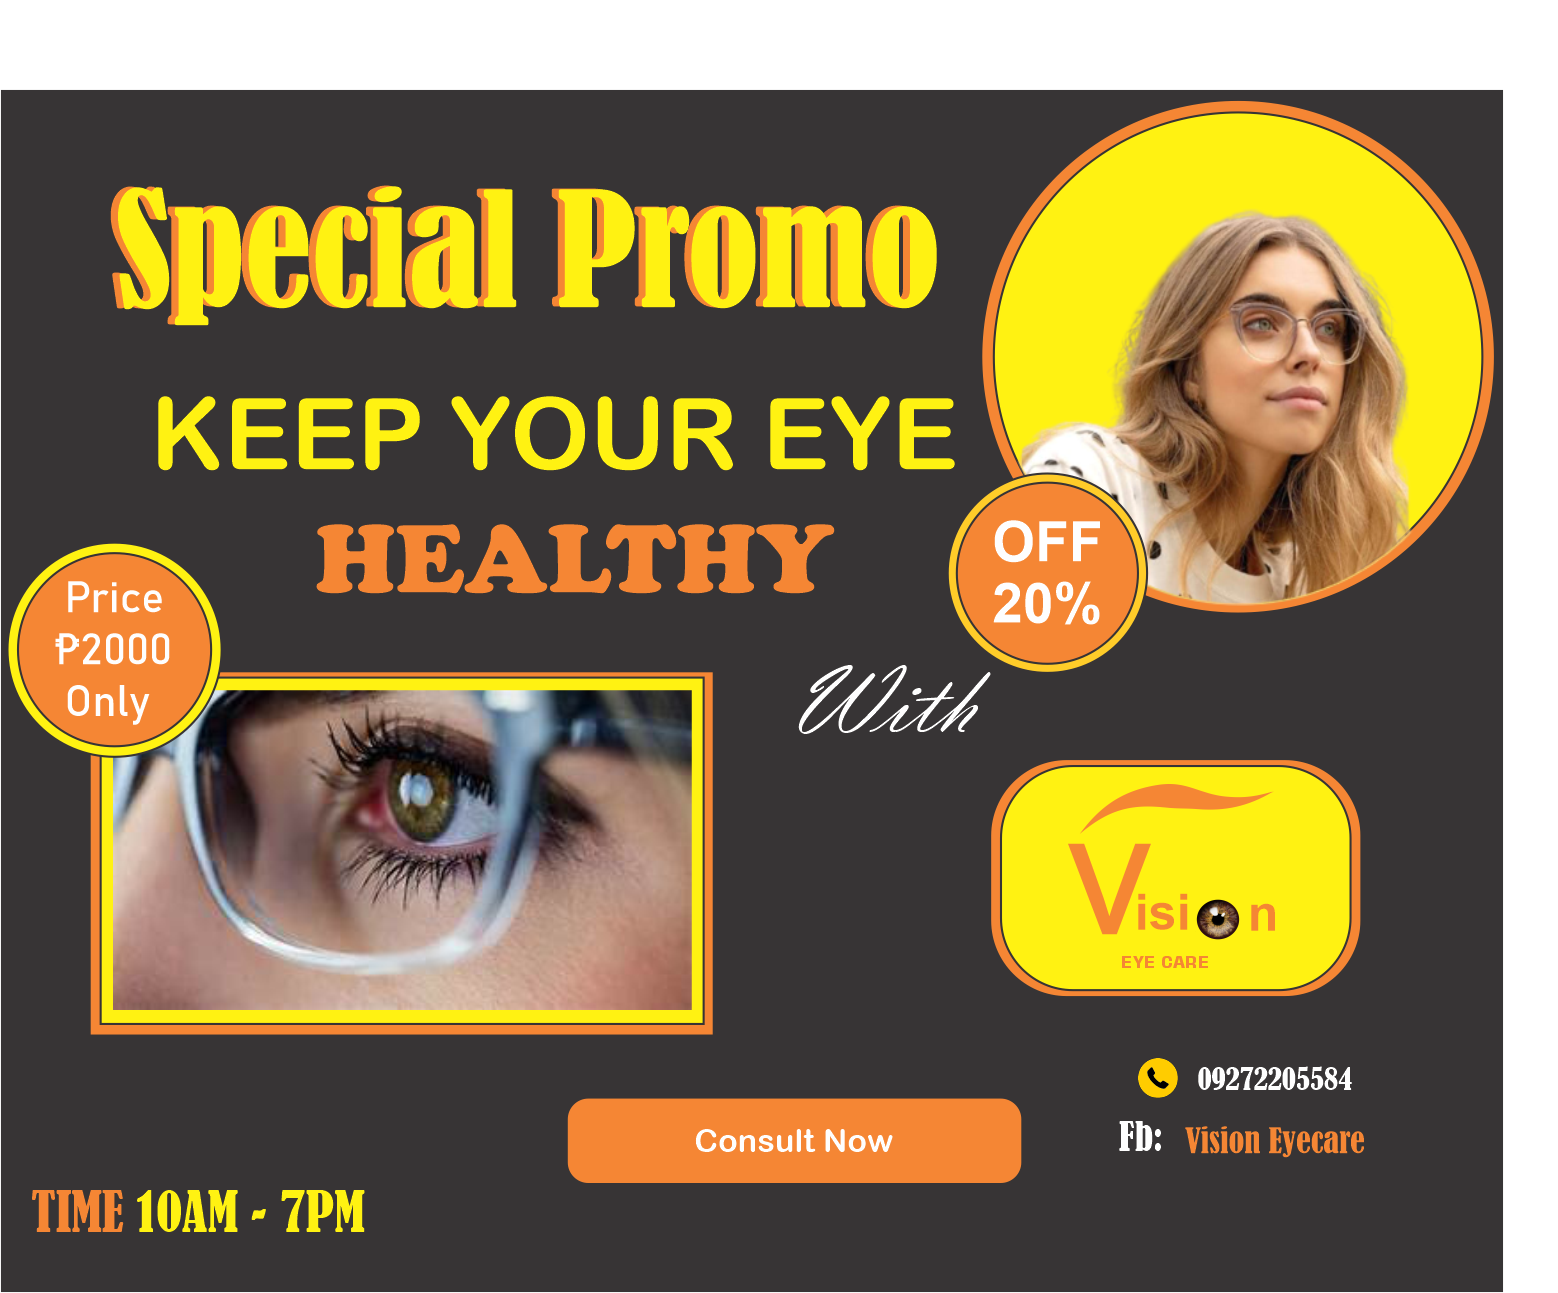 Special Promo
KEEP YOUR EYE
HEALTHY
OFF
20%
Price
₱2000
Only
With
Vision
EYE CARE
09272205584
Fb: Vision Eyecare
Consult Now
TIME 10AM - 7PM